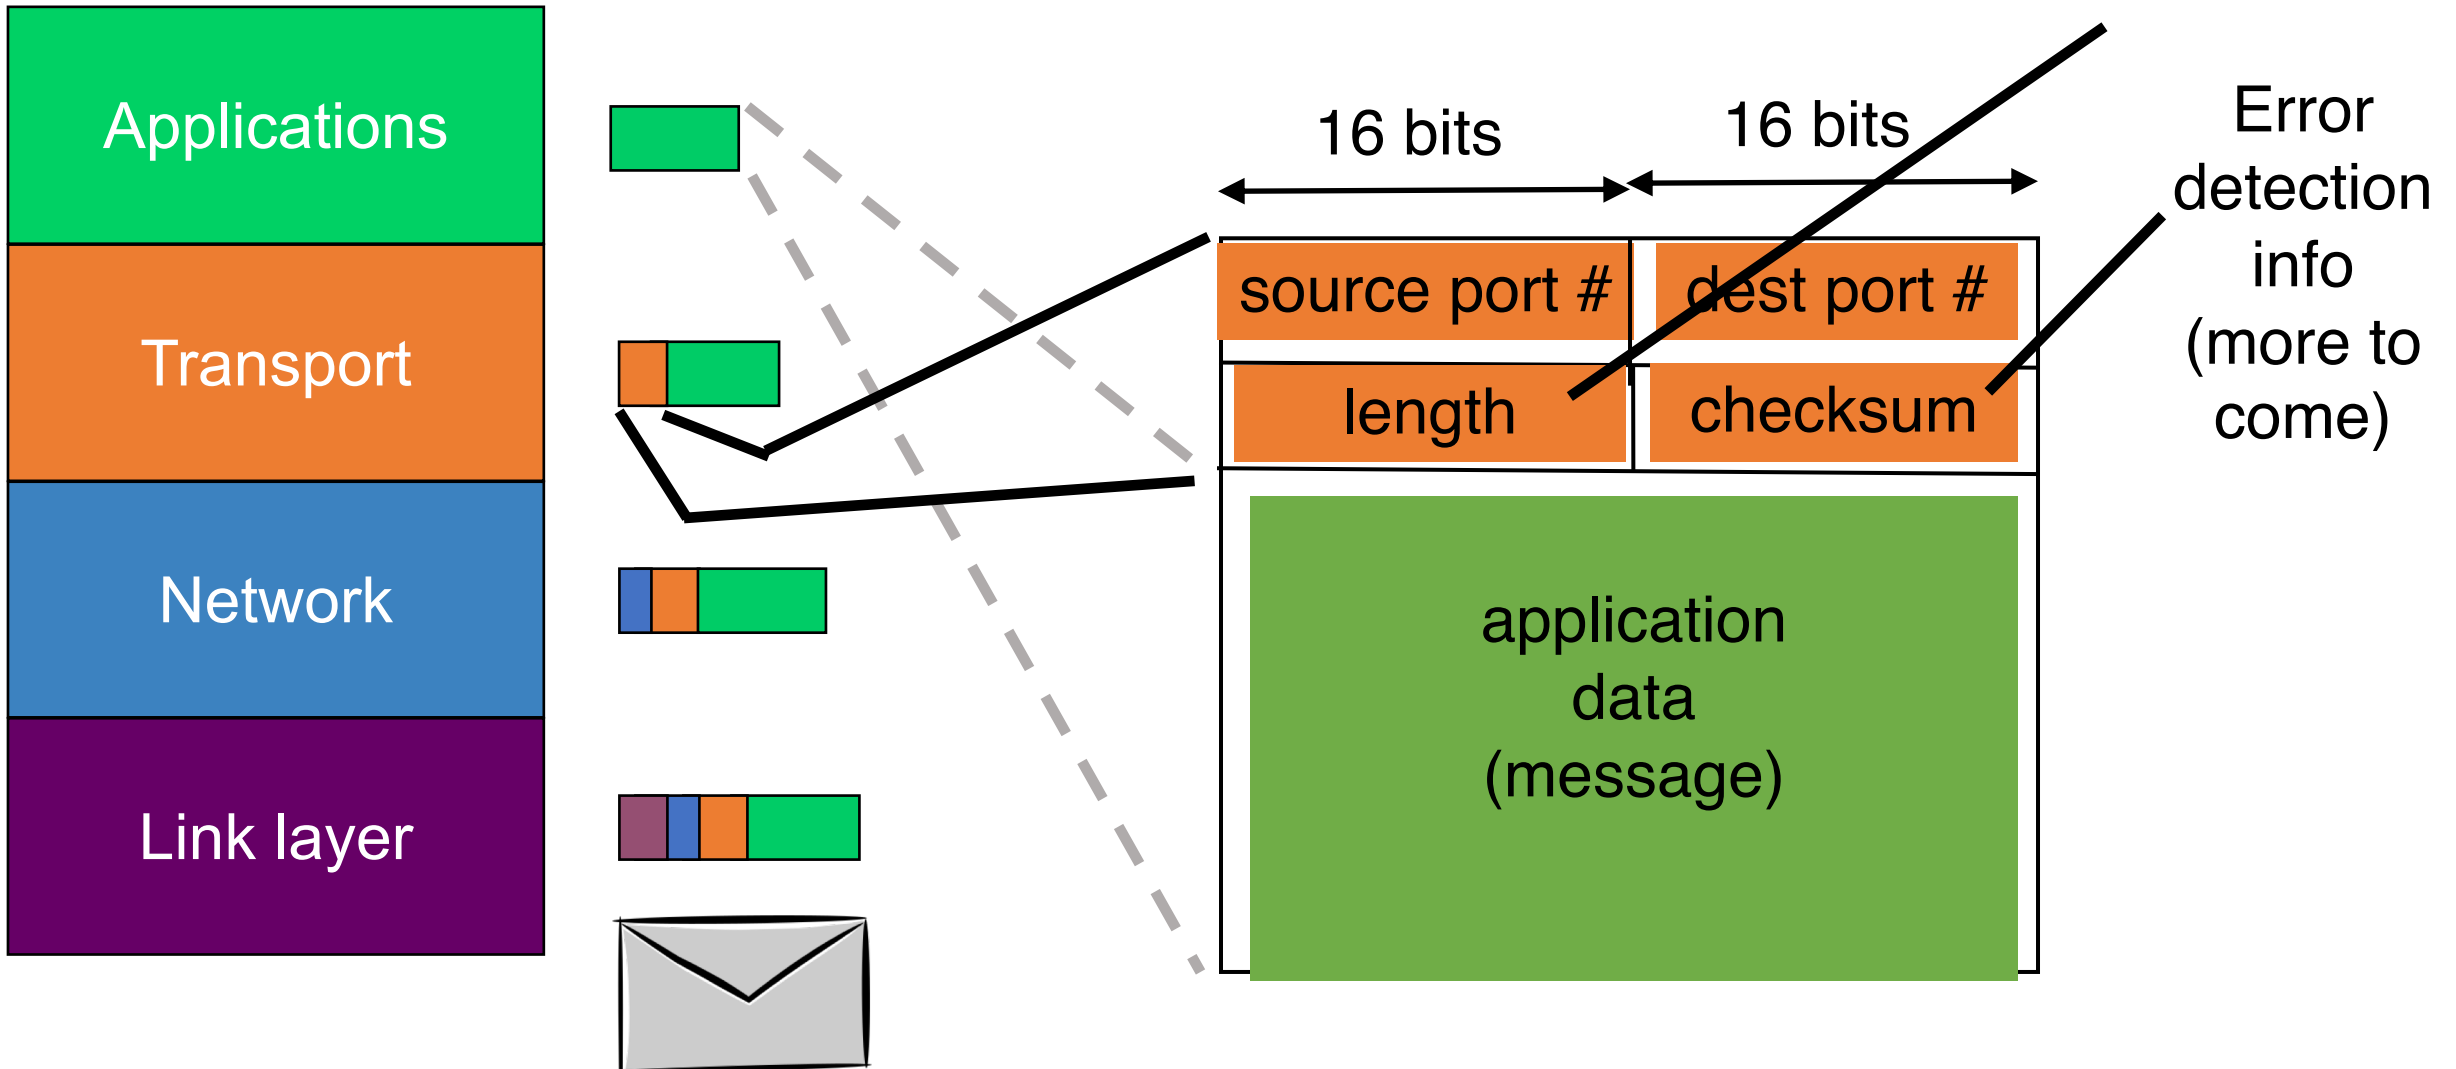 Applications
Transport
Network
Link layer
16 bits
16 bits
source port #
dest port #
length
checksum
application
data
(message)
Error
detection
info
(more to
come)